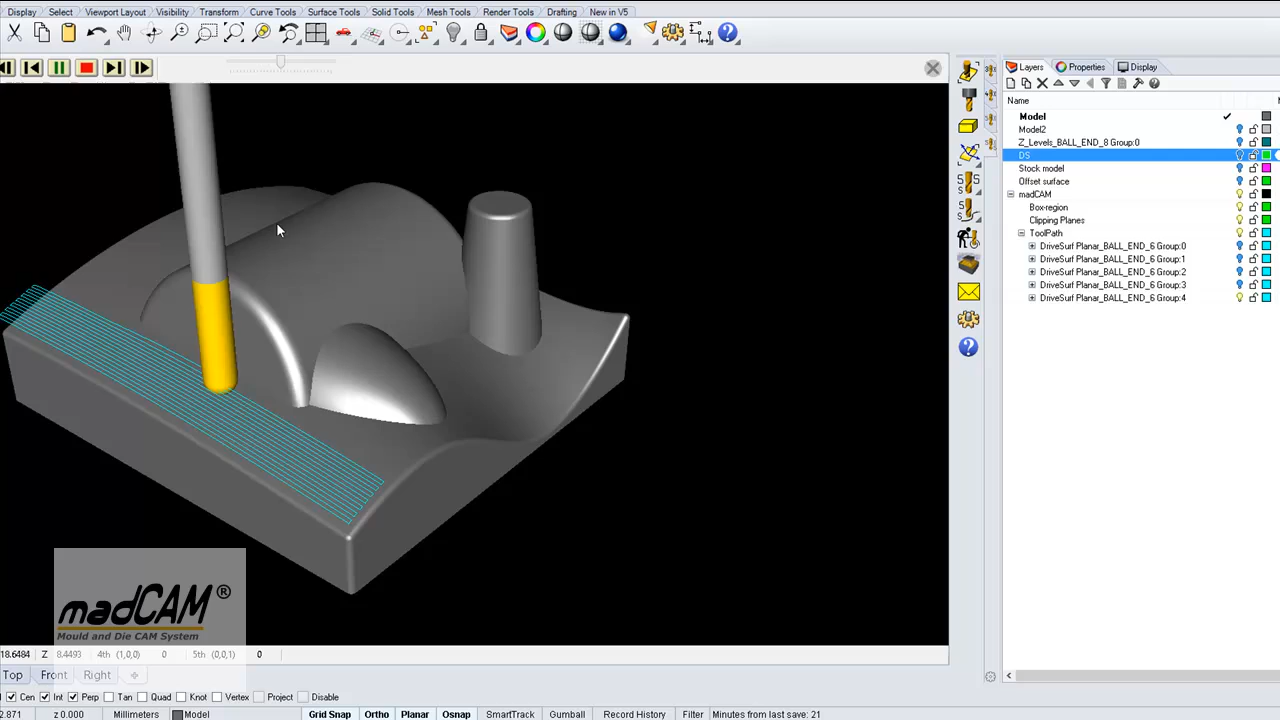 Display Select Viewport Layout Visibility Transform Curve Tools Surface Tools Solid Tools Mesh Tools Render Tools Drafting New in V5
Layers Properties Display
Name
Model
Model2
Z_Levels_BALL_END_8 Group:0
DS
Stock model
Offset surface
madCAM
Box-region
Clipping Planes
ToolPath
DriveSurf Planar_BALL_END_6 Group:0
DriveSurf Planar_BALL_END_6 Group:1
DriveSurf Planar_BALL_END_6 Group:2
DriveSurf Planar_BALL_END_6 Group:3
DriveSurf Planar_BALL_END_6 Group:4
madCAM®
Mould and Die CAM System
18.6484 Z 8.4493 4th (1,0,0) 0 5th (0,0,1) 0
Top Front Right
Cen Int Perp Tan Quad Knot Vertex Project Disable
2.871 z 0.000 Millimeters Model Grid Snap Ortho Planar Osnap SmartTrack Gumball Record History Filter Minutes from last save: 21